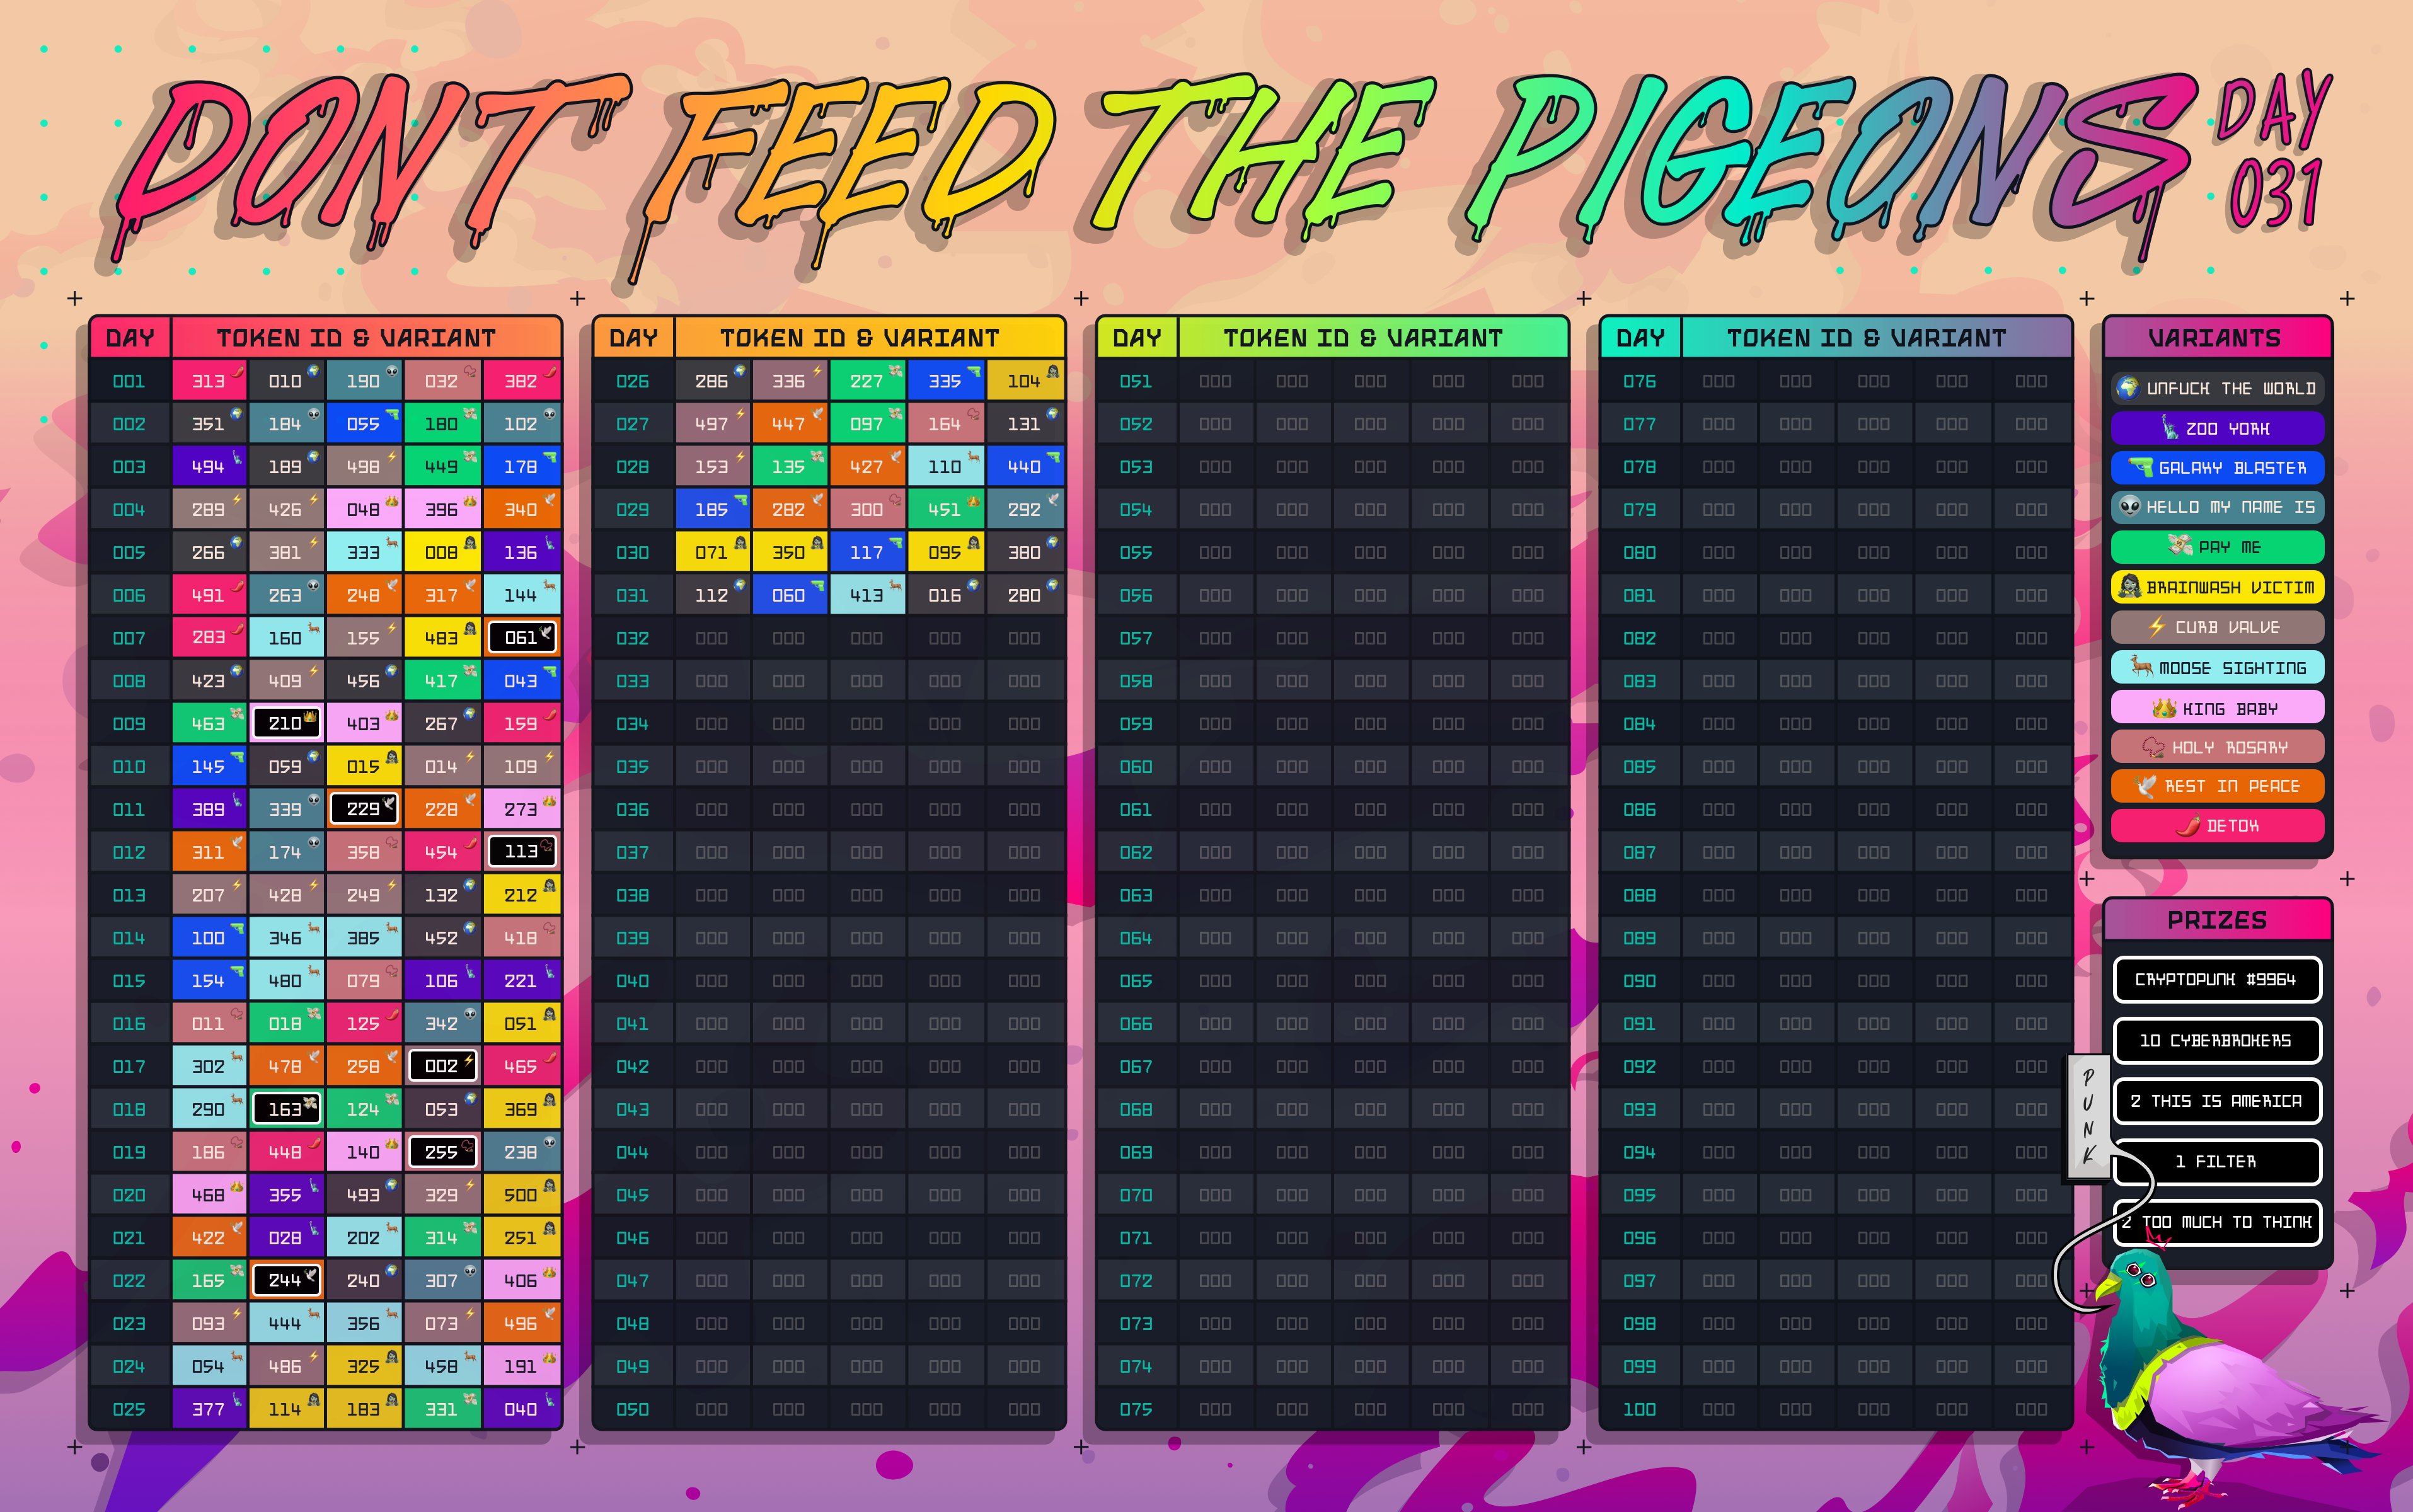 DONT FEED THE PIGEONS
DAY
031
DAY TOKEN ID & VARIANT
001 313 010 190 032 382
002 351 184 055 180 102
003 494 189 498 449 178
004 289 426 048 396 340
005 266 381 333 008 136
006 491 263 248 317 144
007 283 160 155 483 061
008 423 409 456 417 043
009 463 210 403 267 159
010 145 059 015 014 109
011 389 339 229 228 273
012 311 174 358 454 113
013 207 428 249 132 212
014 100 346 385 452 418
015 154 480 079 106 221
016 011 018 125 342 051
017 302 478 258 002 465
018 290 163 124 053 369
019 186 448 140 255 238
020 468 355 493 329 500
021 422 028 202 314 251
022 165 244 240 307 406
023 093 444 356 073 496
024 054 486 325 458 191
025 377 114 183 331 040
DAY TOKEN ID & VARIANT
026 286 336 227 335 104
027 497 447 097 164 131
028 153 135 427 110 440
029 185 282 300 451 292
030 071 350 117 095 380
031 112 060 413 016 280
032 000 000 000 000 000
033 000 000 000 000 000
034 000 000 000 000 000
035 000 000 000 000 000
036 000 000 000 000 000
037 000 000 000 000 000
038 000 000 000 000 000
039 000 000 000 000 000
040 000 000 000 000 000
041 000 000 000 000 000
042 000 000 000 000 000
043 000 000 000 000 000
044 000 000 000 000 000
045 000 000 000 000 000
046 000 000 000 000 000
047 000 000 000 000 000
048 000 000 000 000 000
049 000 000 000 000 000
050 000 000 000 000 000
DAY TOKEN ID & VARIANT
051 000 000 000 000 000
052 000 000 000 000 000
053 000 000 000 000 000
054 000 000 000 000 000
055 000 000 000 000 000
056 000 000 000 000 000
057 000 000 000 000 000
058 000 000 000 000 000
059 000 000 000 000 000
060 000 000 000 000 000
061 000 000 000 000 000
062 000 000 000 000 000
063 000 000 000 000 000
064 000 000 000 000 000
065 000 000 000 000 000
066 000 000 000 000 000
067 000 000 000 000 000
068 000 000 000 000 000
069 000 000 000 000 000
070 000 000 000 000 000
071 000 000 000 000 000
072 000 000 000 000 000
073 000 000 000 000 000
074 000 000 000 000 000
075 000 000 000 000 000
DAY TOKEN ID & VARIANT
076 000 000 000 000 000
077 000 000 000 000 000
078 000 000 000 000 000
079 000 000 000 000 000
080 000 000 000 000 000
081 000 000 000 000 000
082 000 000 000 000 000
083 000 000 000 000 000
084 000 000 000 000 000
085 000 000 000 000 000
086 000 000 000 000 000
087 000 000 000 000 000
088 000 000 000 000 000
089 000 000 000 000 000
090 000 000 000 000 000
091 000 000 000 000 000
092 000 000 000 000 000
093 000 000 000 000 000
094 000 000 000 000 000
095 000 000 000 000 000
096 000 000 000 000 000
097 000 000 000 000 000
098 000 000 000 000 000
099 000 000 000 000 000
100 000 000 000 000 000
VARIANTS
UNFUCK THE WORLD
ZOO YORK
GALAXY BLASTER
HELLO MY NAME IS
PAY ME
BRAINWASH VICTIM
CURB VALVE
MOOSE SIGHTING
KING BABY
HOLY ROSARY
REST IN PEACE
DETOX
PRIZES
CRYPTOPUNK #9964
10 CYBERBROKERS
2 THIS IS AMERICA
1 FILTER
2 TOO MUCH TO THINK
PUNK